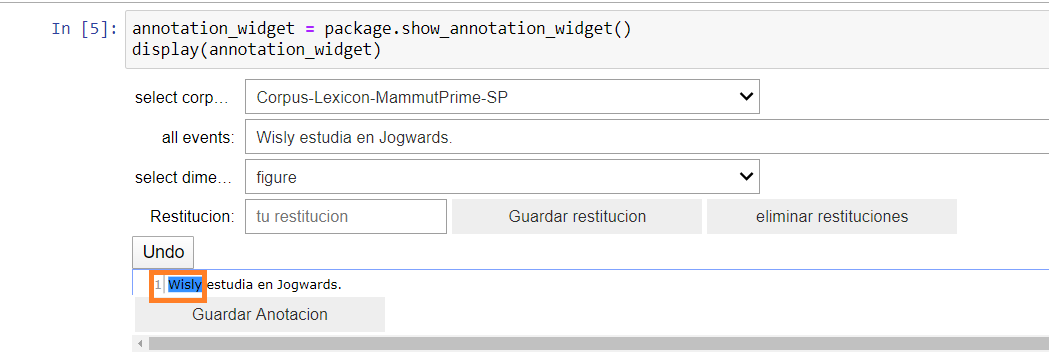 In [5]: annotation_widget = package.show_annotation_widget()
display(annotation_widget)
select corp... Corpus-Lexicon-MammutPrime-SP
all events: Wisly estudia en Jogwards.
select dime... figure
Restitucion: tu restitucion Guardar restitucion eliminar restituciones
Undo
1 Wisly estudia en Jogwards.
Guardar Anotacion